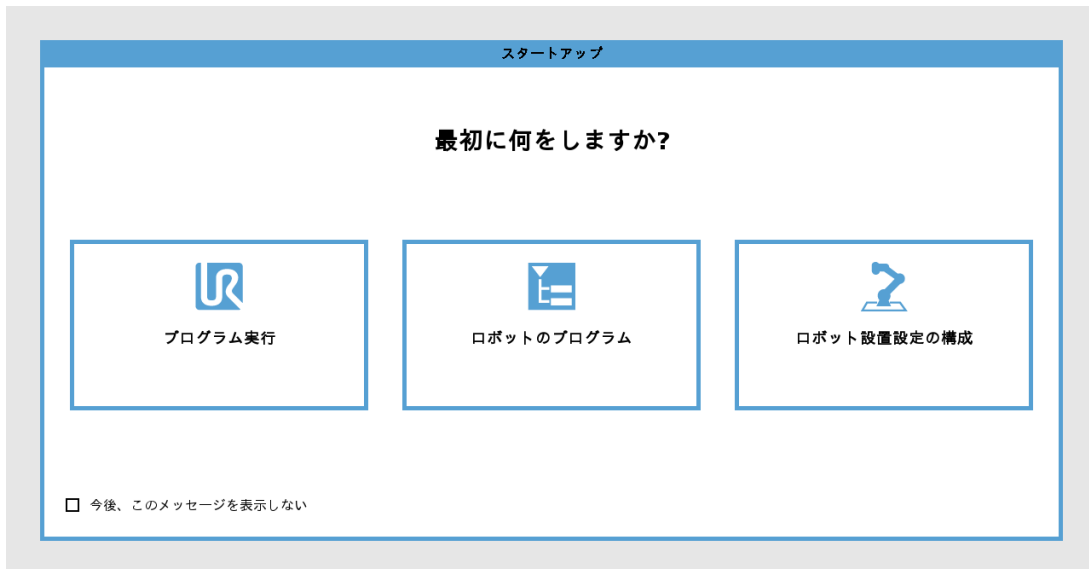 スタートアップ
最初に何をしますか?
プログラム実行
ロボットのプログラム
ロボット設置設定の構成
今後、このメッセージを表示しない